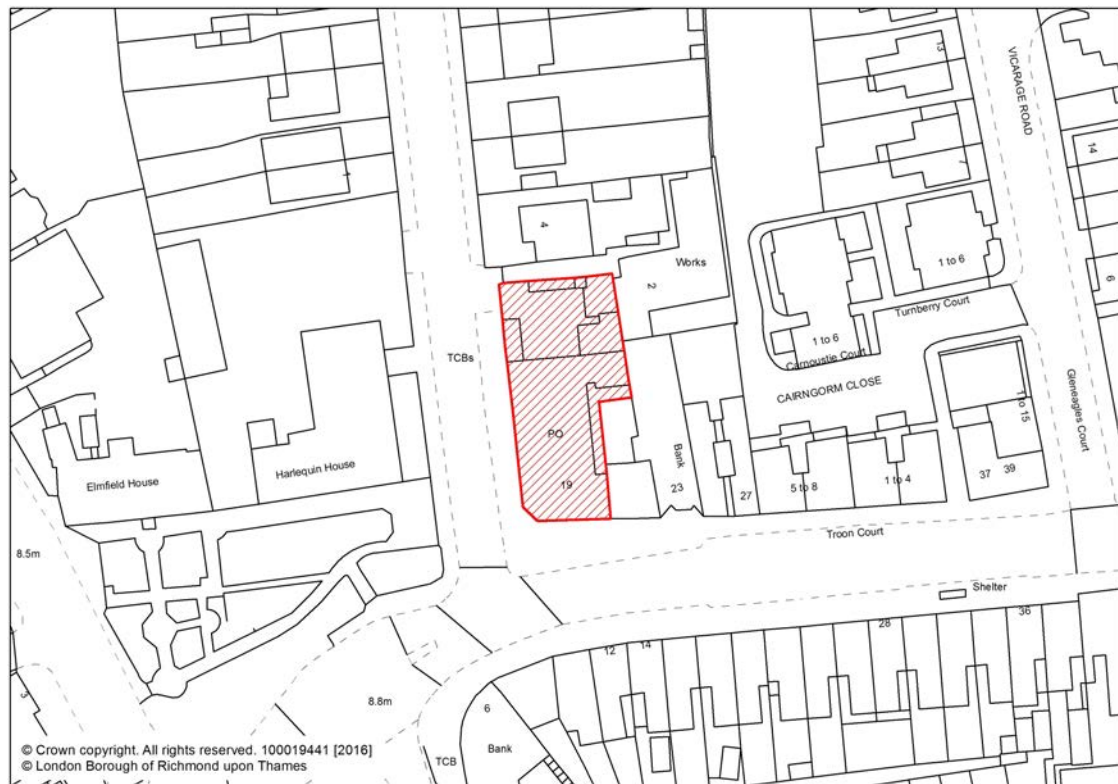 VICARAGE ROAD
13
14
1
7
4
Works
2
1 to 6
6
Turnberry Court
1 to 6
Carnoustie Court
CAIRNGORM CLOSE
TCBs
PO
19
Bank
23
27
5 to 8
1 to 4
37
39
1 to 15
Gleneagles Court
Elmfield House
Harlequin House
8.5m
Troon Court
Shelter
36
28
12
14
3
8.8m
6
Bank
TCB
© Crown copyright. All rights reserved. 100019441 [2016]
© London Borough of Richmond upon Thames